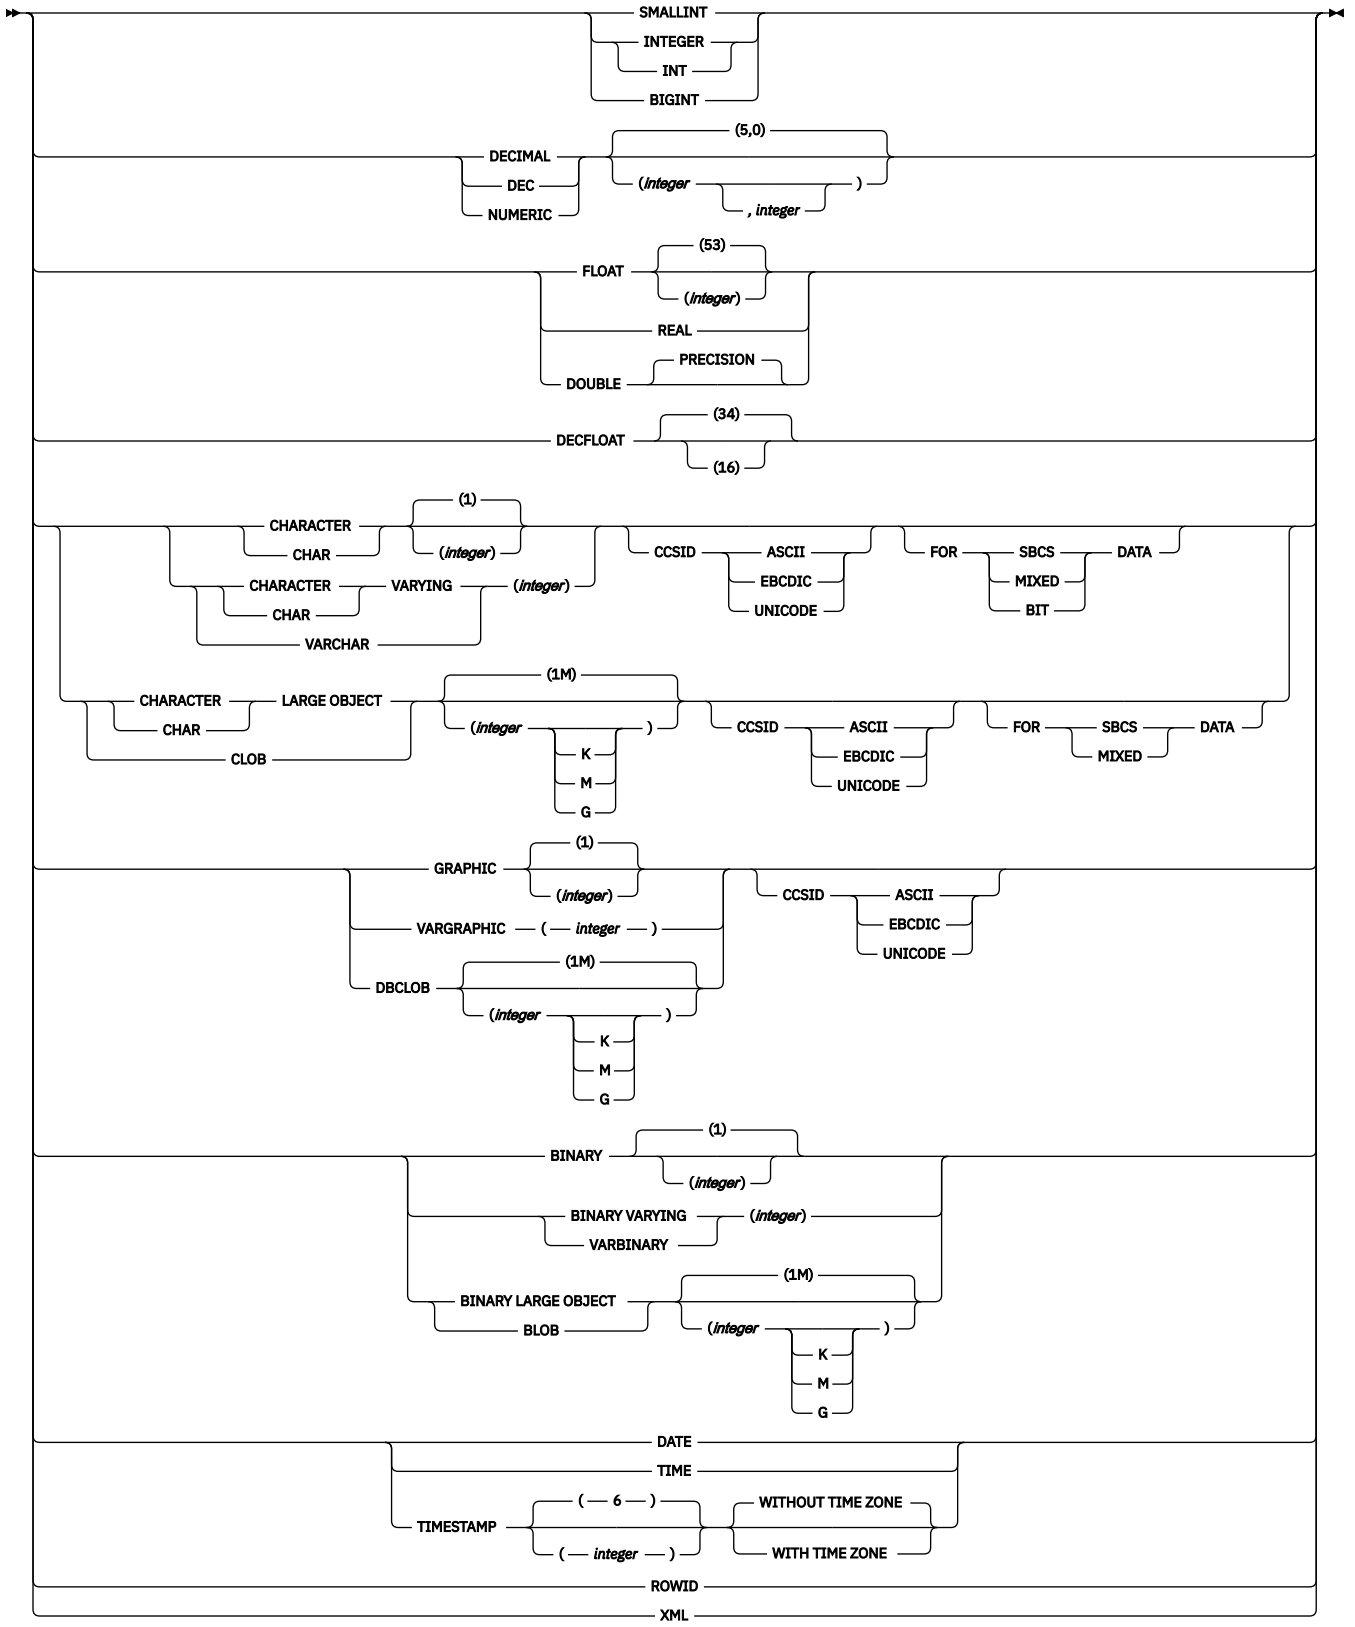 SMALLINT
INTEGER
INT
BIGINT
(5,0)
DECIMAL
DEC
NUMERIC
(integer )
, integer
(53)
FLOAT
(integer)
REAL
PRECISION
DOUBLE
(34)
DECFLOAT
(16)
(1)
CHARACTER
CHAR
(integer)
CCSID ASCII FOR SBCS DATA
EBCDIC MIXED
UNICODE BIT
CHARACTER VARYING (integer)
CHAR
VARCHAR
(1M)
CHARACTER LARGE OBJECT
CHAR
CLOB
(integer )
K
M
G
CCSID ASCII FOR SBCS DATA
EBCDIC MIXED
UNICODE
(1)
GRAPHIC
(integer)
CCSID ASCII
EBCDIC
UNICODE
VARGRAPHIC ( integer )
(1M)
DBCLOB
(integer )
K
M
G
(1)
BINARY
(integer)
BINARY VARYING (integer)
VARBINARY
(1M)
BINARY LARGE OBJECT
BLOB
(integer )
K
M
G
DATE
TIME
( 6 ) WITHOUT TIME ZONE
TIMESTAMP
( integer ) WITH TIME ZONE
ROWID
XML